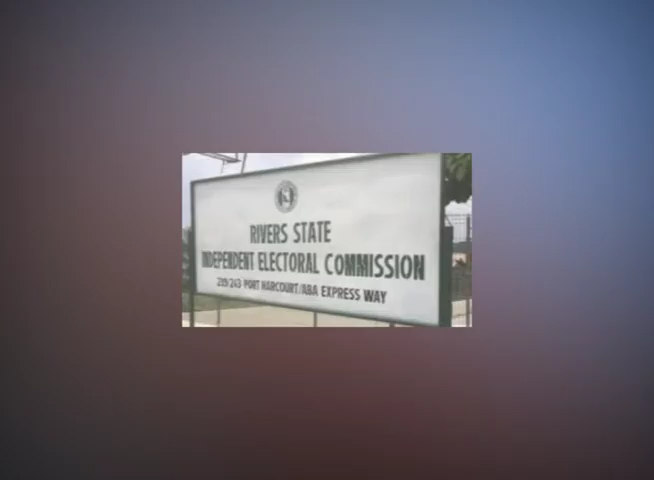 RIVERS STATE
INDEPENDENT ELECTORAL COMMISSION
PORT HARCOURT/ABA EXPRESS WAY